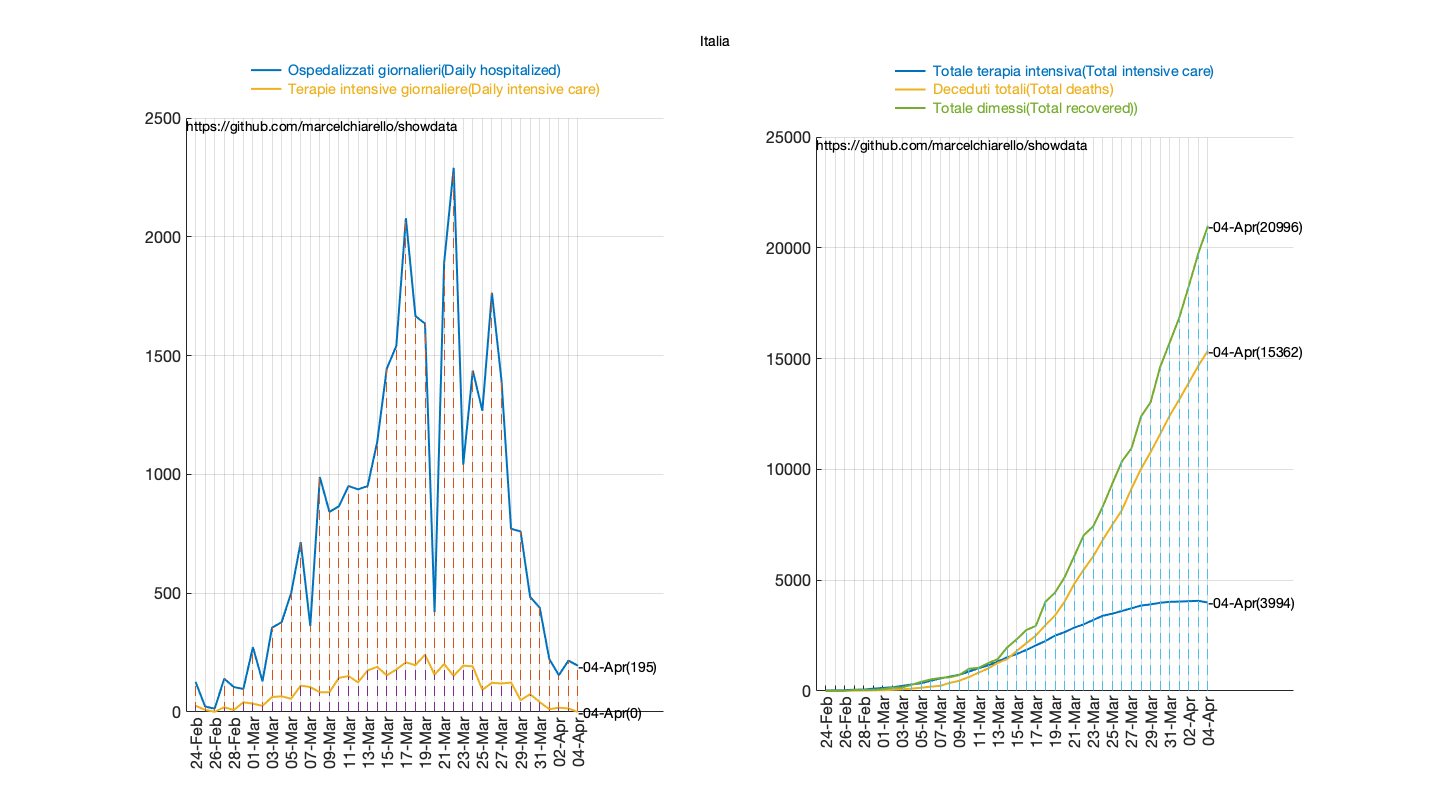 Italia
Ospedalizzati giornalieri(Daily hospitalized)
Terapie intensive giornaliere(Daily intensive care)
2500
https://github.com/marcelchiarello/showdata
2000
1500
1000
500
0
-04-Apr(195)
-04-Apr(0)
24-Feb
26-Feb
28-Feb
01-Mar
03-Mar
05-Mar
07-Mar
09-Mar
11-Mar
13-Mar
15-Mar
17-Mar
19-Mar
21-Mar
23-Mar
25-Mar
27-Mar
29-Mar
31-Mar
02-Apr
04-Apr
Totale terapia intensiva(Total intensive care)
Deceduti totali(Total deaths)
Totale dimessi(Total recovered))
25000
https://github.com/marcelchiarello/showdata
20000
15000
10000
5000
0
-04-Apr(20996)
-04-Apr(15362)
-04-Apr(3994)
24-Feb
26-Feb
28-Feb
01-Mar
03-Mar
05-Mar
07-Mar
09-Mar
11-Mar
13-Mar
15-Mar
17-Mar
19-Mar
21-Mar
23-Mar
25-Mar
27-Mar
29-Mar
31-Mar
02-Apr
04-Apr